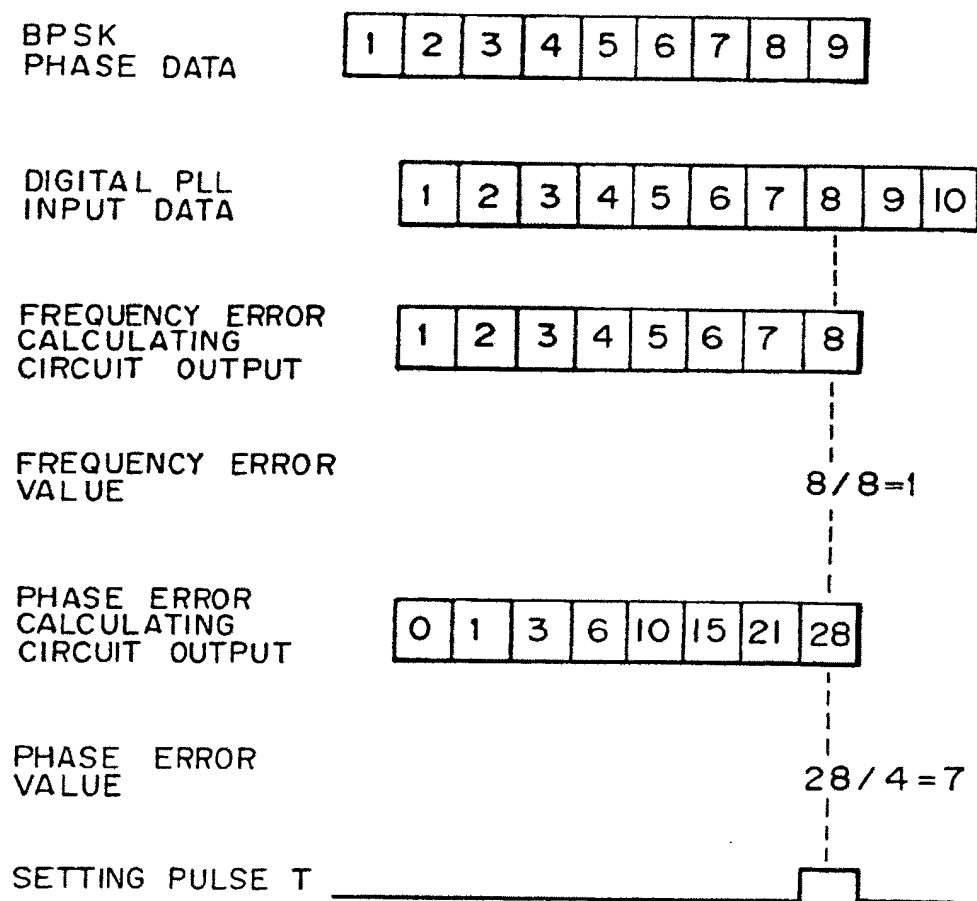 BPSK
PHASE DATA
1 2 3 4 5 6 7 8 9
DIGITAL PLL
INPUT DATA
1 2 3 4 5 6 7 8 9 10
FREQUENCY ERROR
CALCULATING
CIRCUIT OUTPUT
1 2 3 4 5 6 7 8
FREQUENCY ERROR
VALUE
8/8=1
PHASE ERROR
CALCULATING
CIRCUIT OUTPUT
0 1 3 6 10 15 21 28
PHASE ERROR
VALUE
28/4=7
SETTING PULSE T